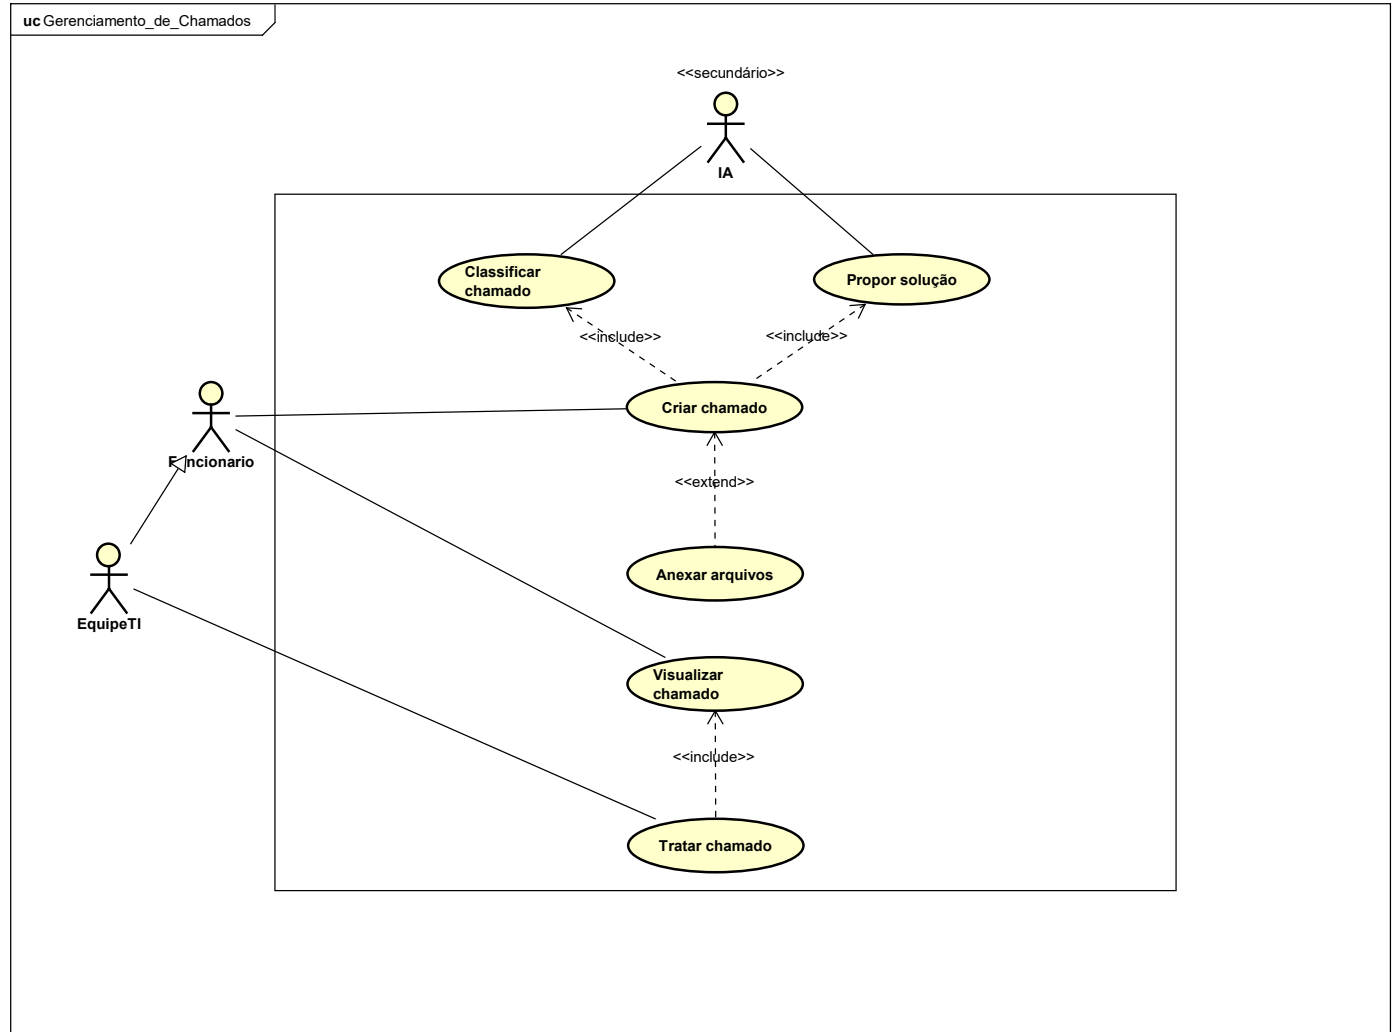 uc Gerenciamento_de_Chamados
<<secundário>>
IA
Classificar
chamado
Propor solução
<<include>>
<<include>>
Criar chamado
Funcionario
<<extend>>
Anexar arquivos
EquipeTI
Visualizar
chamado
<<include>>
Tratar chamado